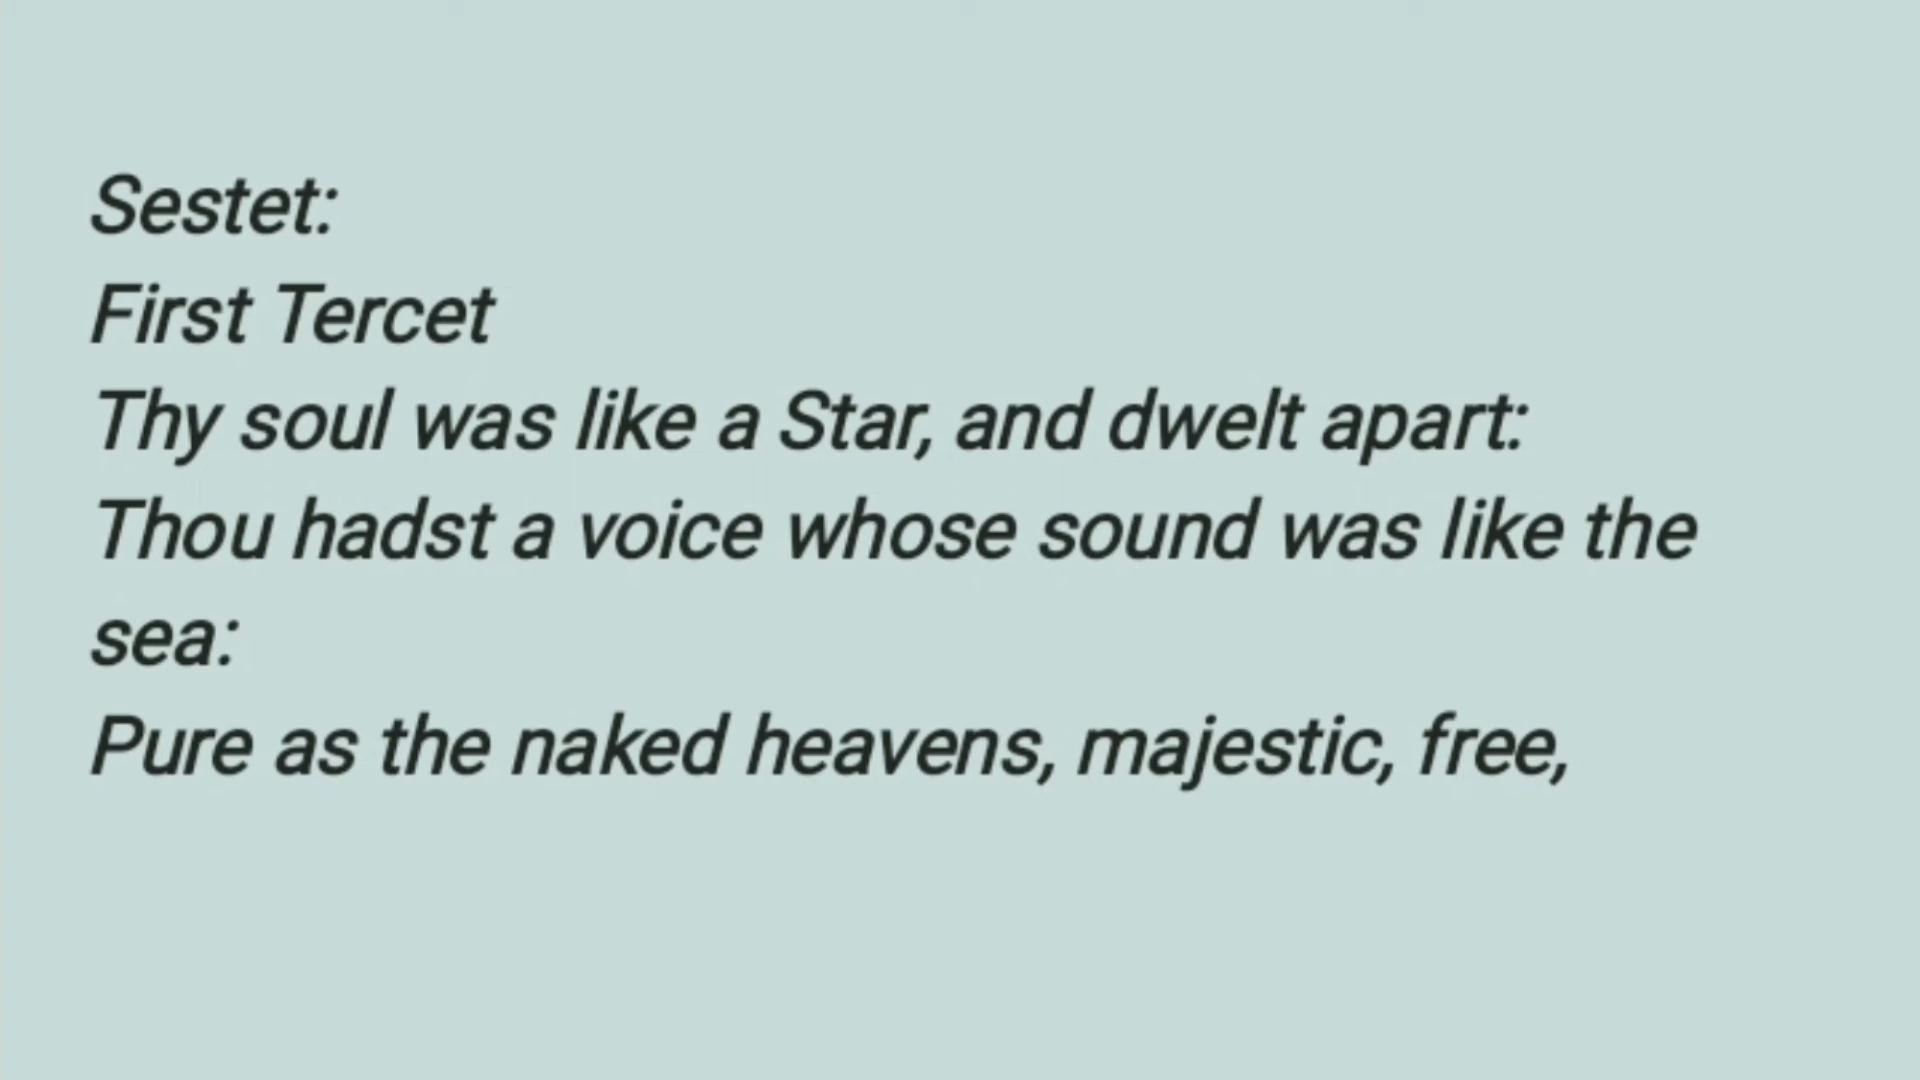 Sestet:
First Tercet
Thy soul was like a Star, and dwelt apart:
Thou hadst a voice whose sound was like the
sea:
Pure as the naked heavens, majestic, free,